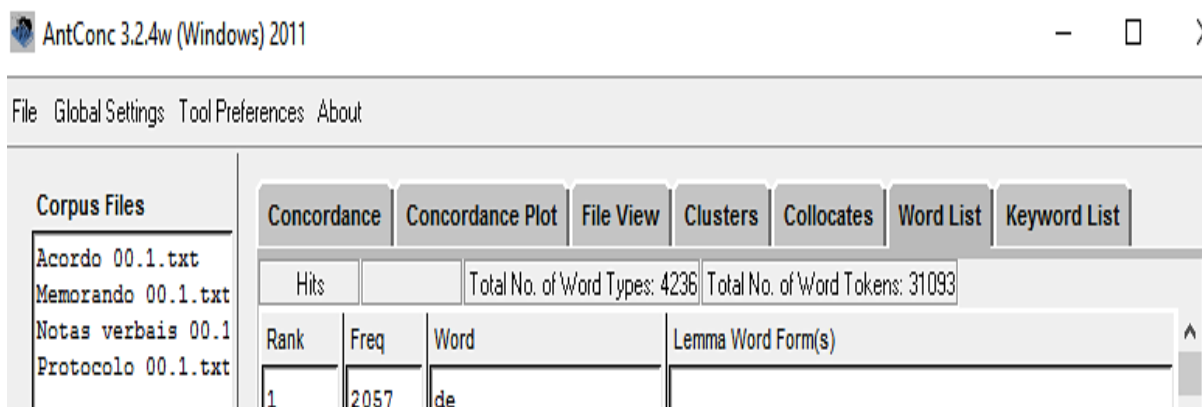 AntConc 3.2.4w (Windows) 2011
File Global Settings Tool Preferences About
Corpus Files
Acordo 00.1.txt
Memorando 00.1.txt
Notas verbais 00.1
Protocolo 00.1.txt
Concordance Concordance Plot File View Clusters Collocates Word List Keyword List
Hits Total No. of Word Types: 4236 Total No. of Word Tokens: 31093
Rank Freq Word Lemma Word Form(s)
1 2057 de